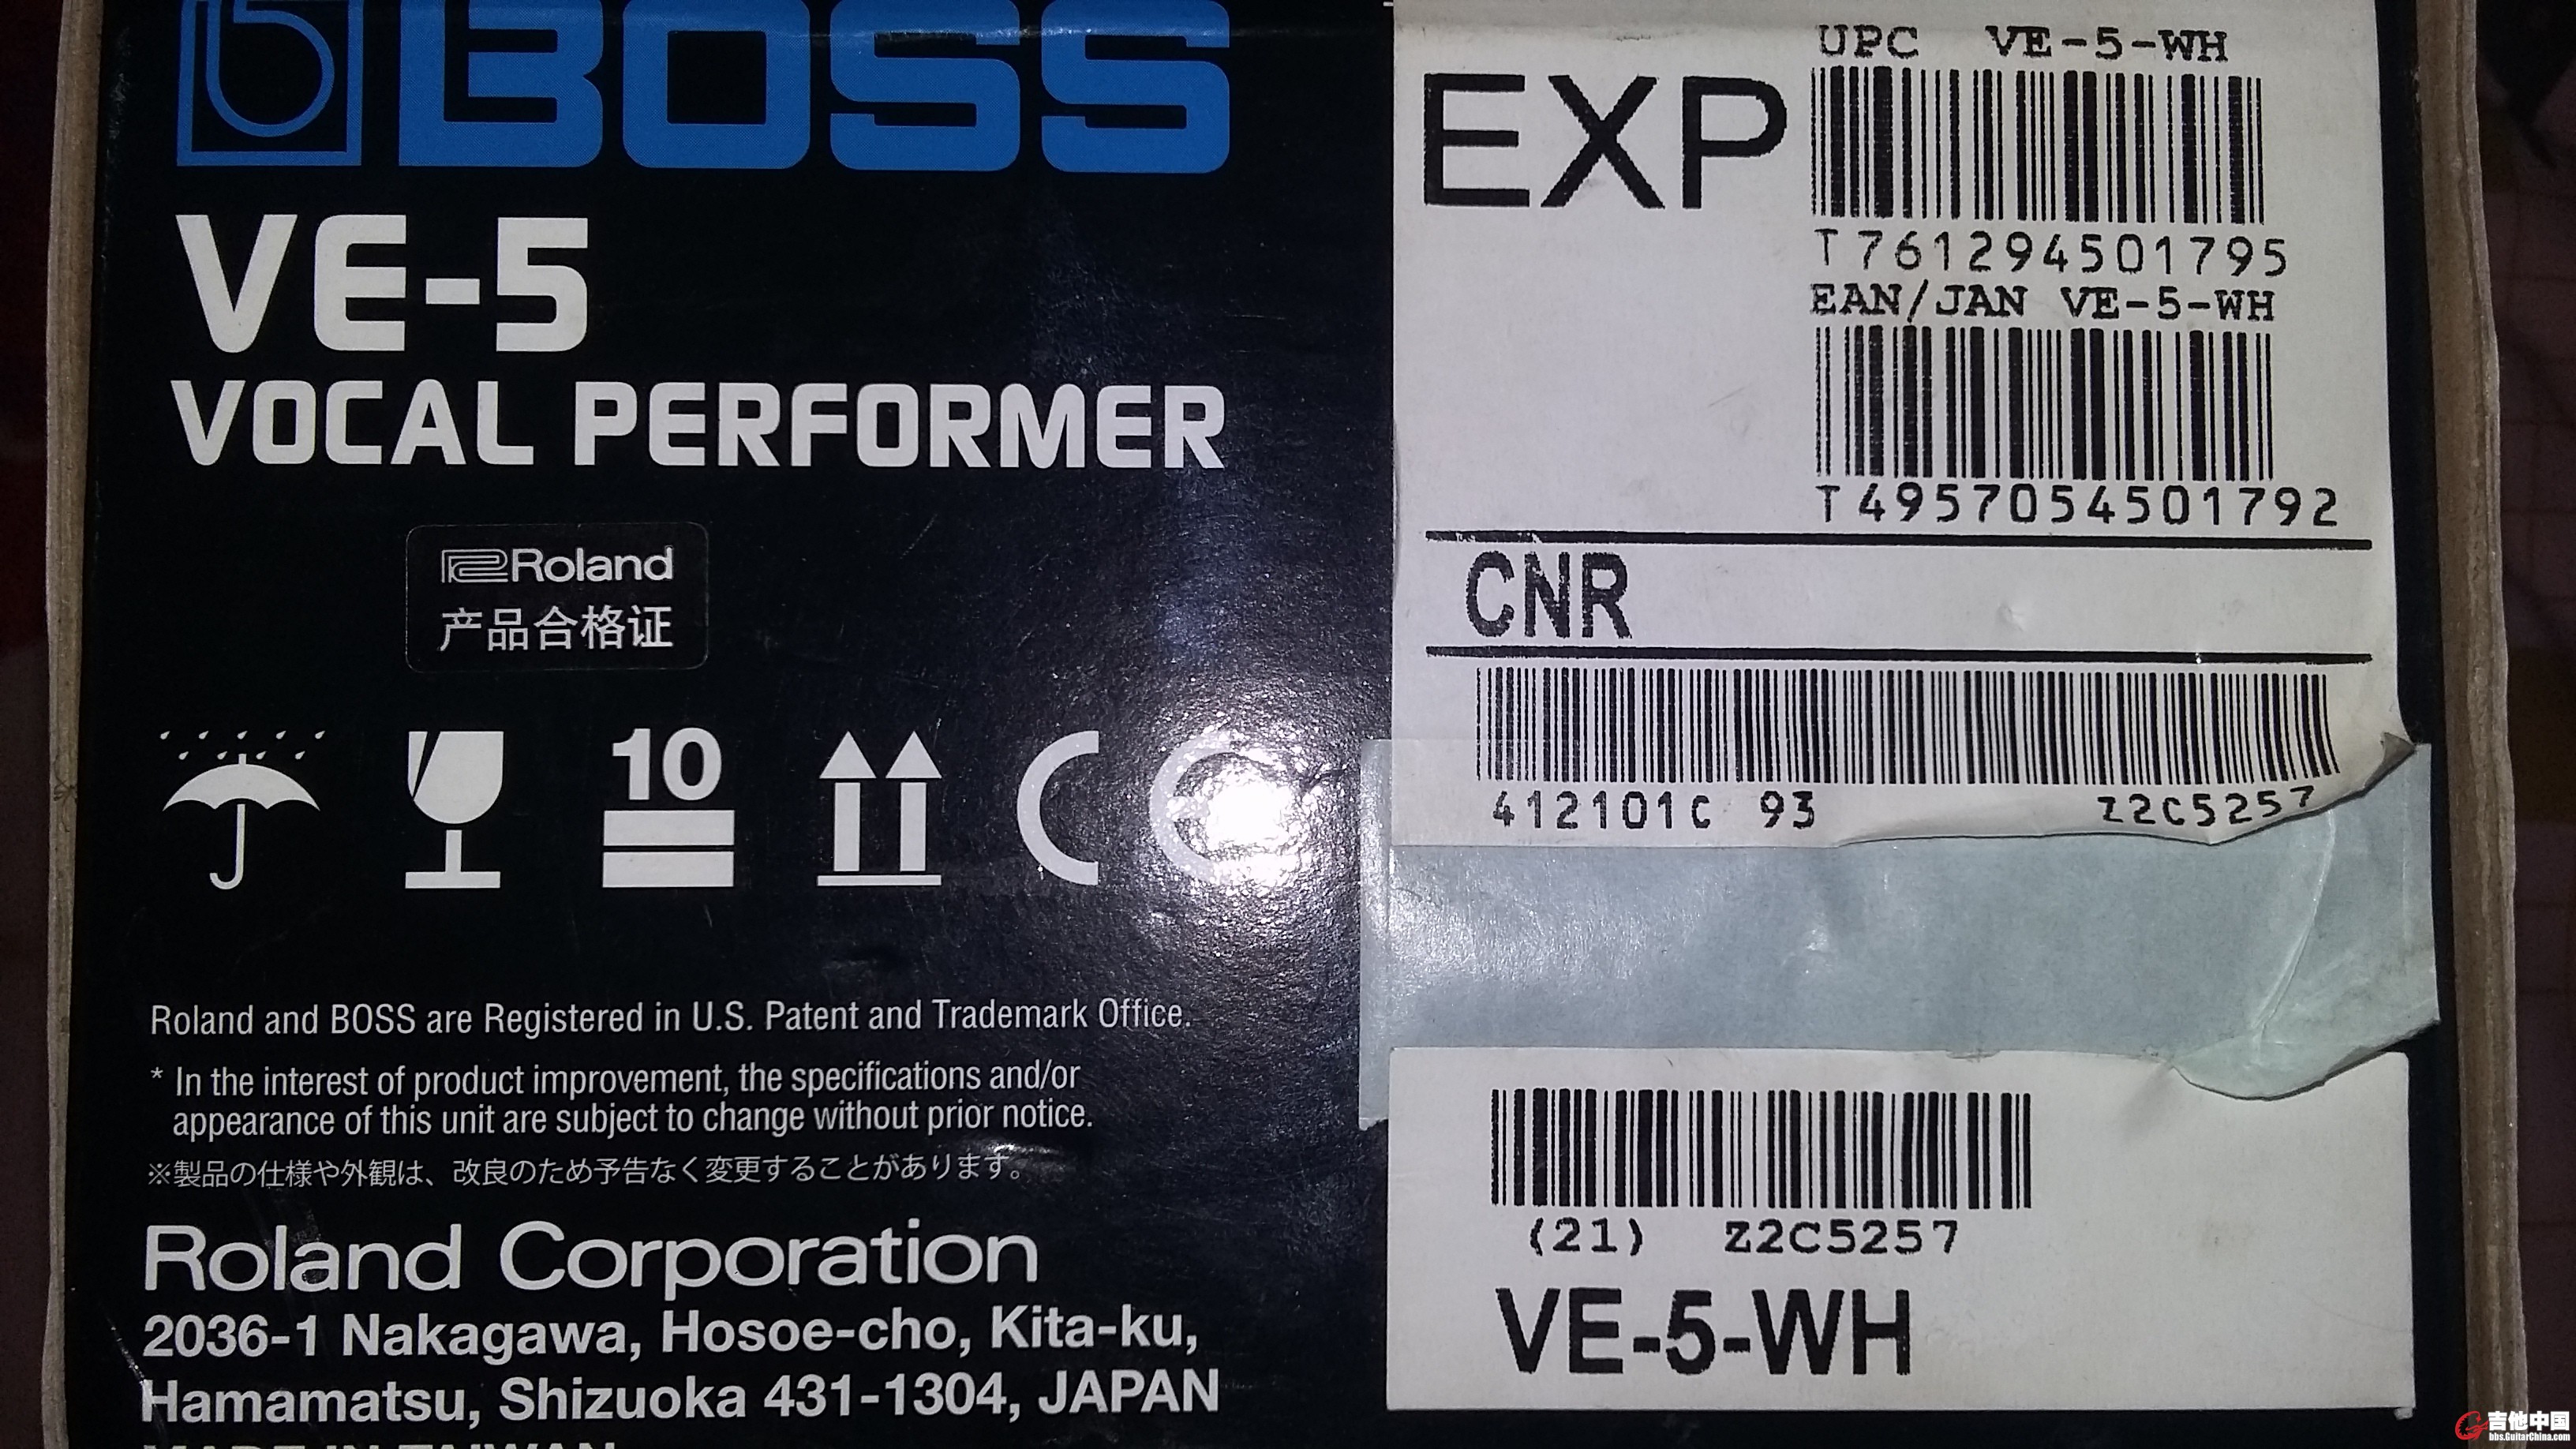 BOSS
VE-5
VOCAL PERFORMER
Roland
产品合格证
10
CE
Roland and BOSS are Registered in U.S. Patent and Trademark Office.
* In the interest of product improvement, the specifications and/or
appearance of this unit are subject to change without prior notice.
※製品の仕様や外観は、改良のため予告なく変更することがあります。
Roland Corporation
2036-1 Nakagawa, Hosoe-cho, Kita-ku,
Hamamatsu, Shizuoka 431-1304, JAPAN
MADE IN TAIWAN
UPC VE-5-WH
EXP
T761294501795
EAN/JAN VE-5-WH
T4957054501792
CNR
412101C 93 Z2C5257
(21) Z2C5257
VE-5-WH
吉他中国
bbs.GuitarChina.com